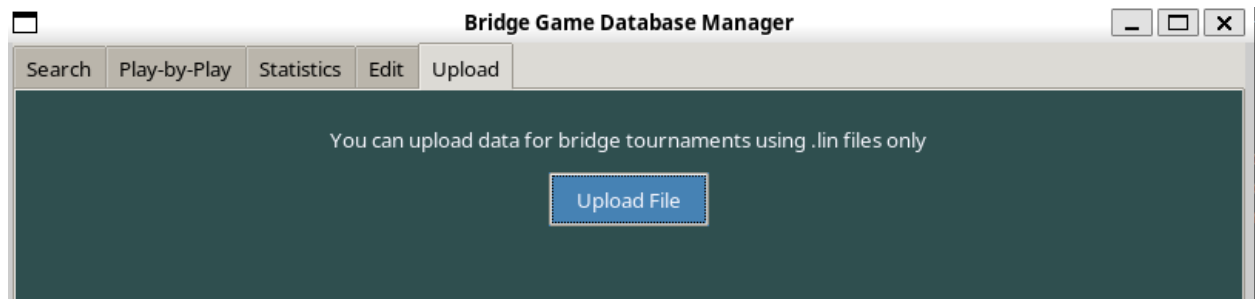 Bridge Game Database Manager
Search Play-by-Play Statistics Edit Upload
You can upload data for bridge tournaments using .lin files only
Upload File